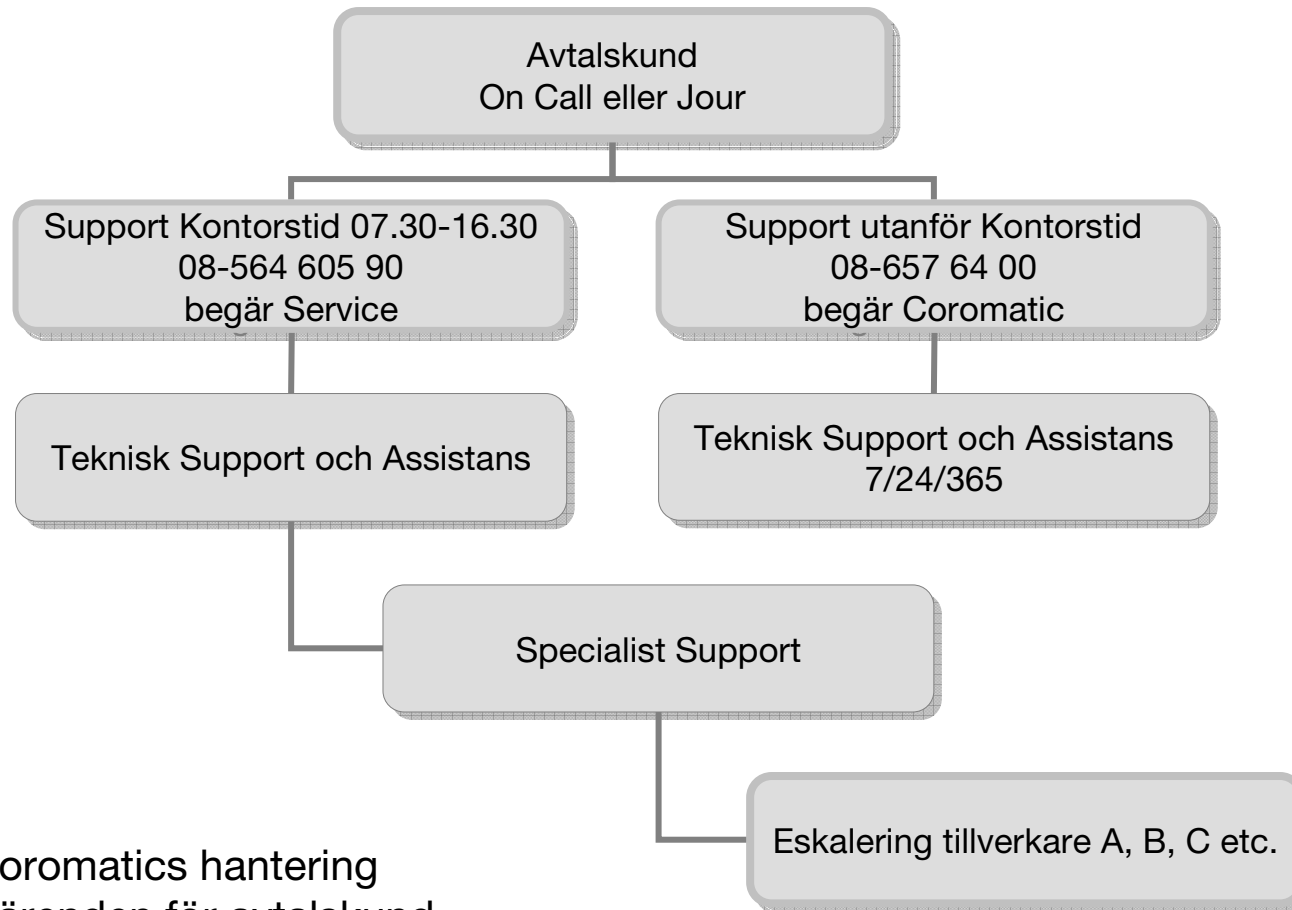 Avtalskund
On Call eller Jour
Support Kontorstid 07.30-16.30
08-564 605 90
begär Service
Support utanför Kontorstid
08-657 64 00
begär Coromatic
Teknisk Support och Assistans
Teknisk Support och Assistans
7/24/365
Specialist Support
Eskalering tillverkare A, B, C etc.
oromatics hantering
för avtalskund